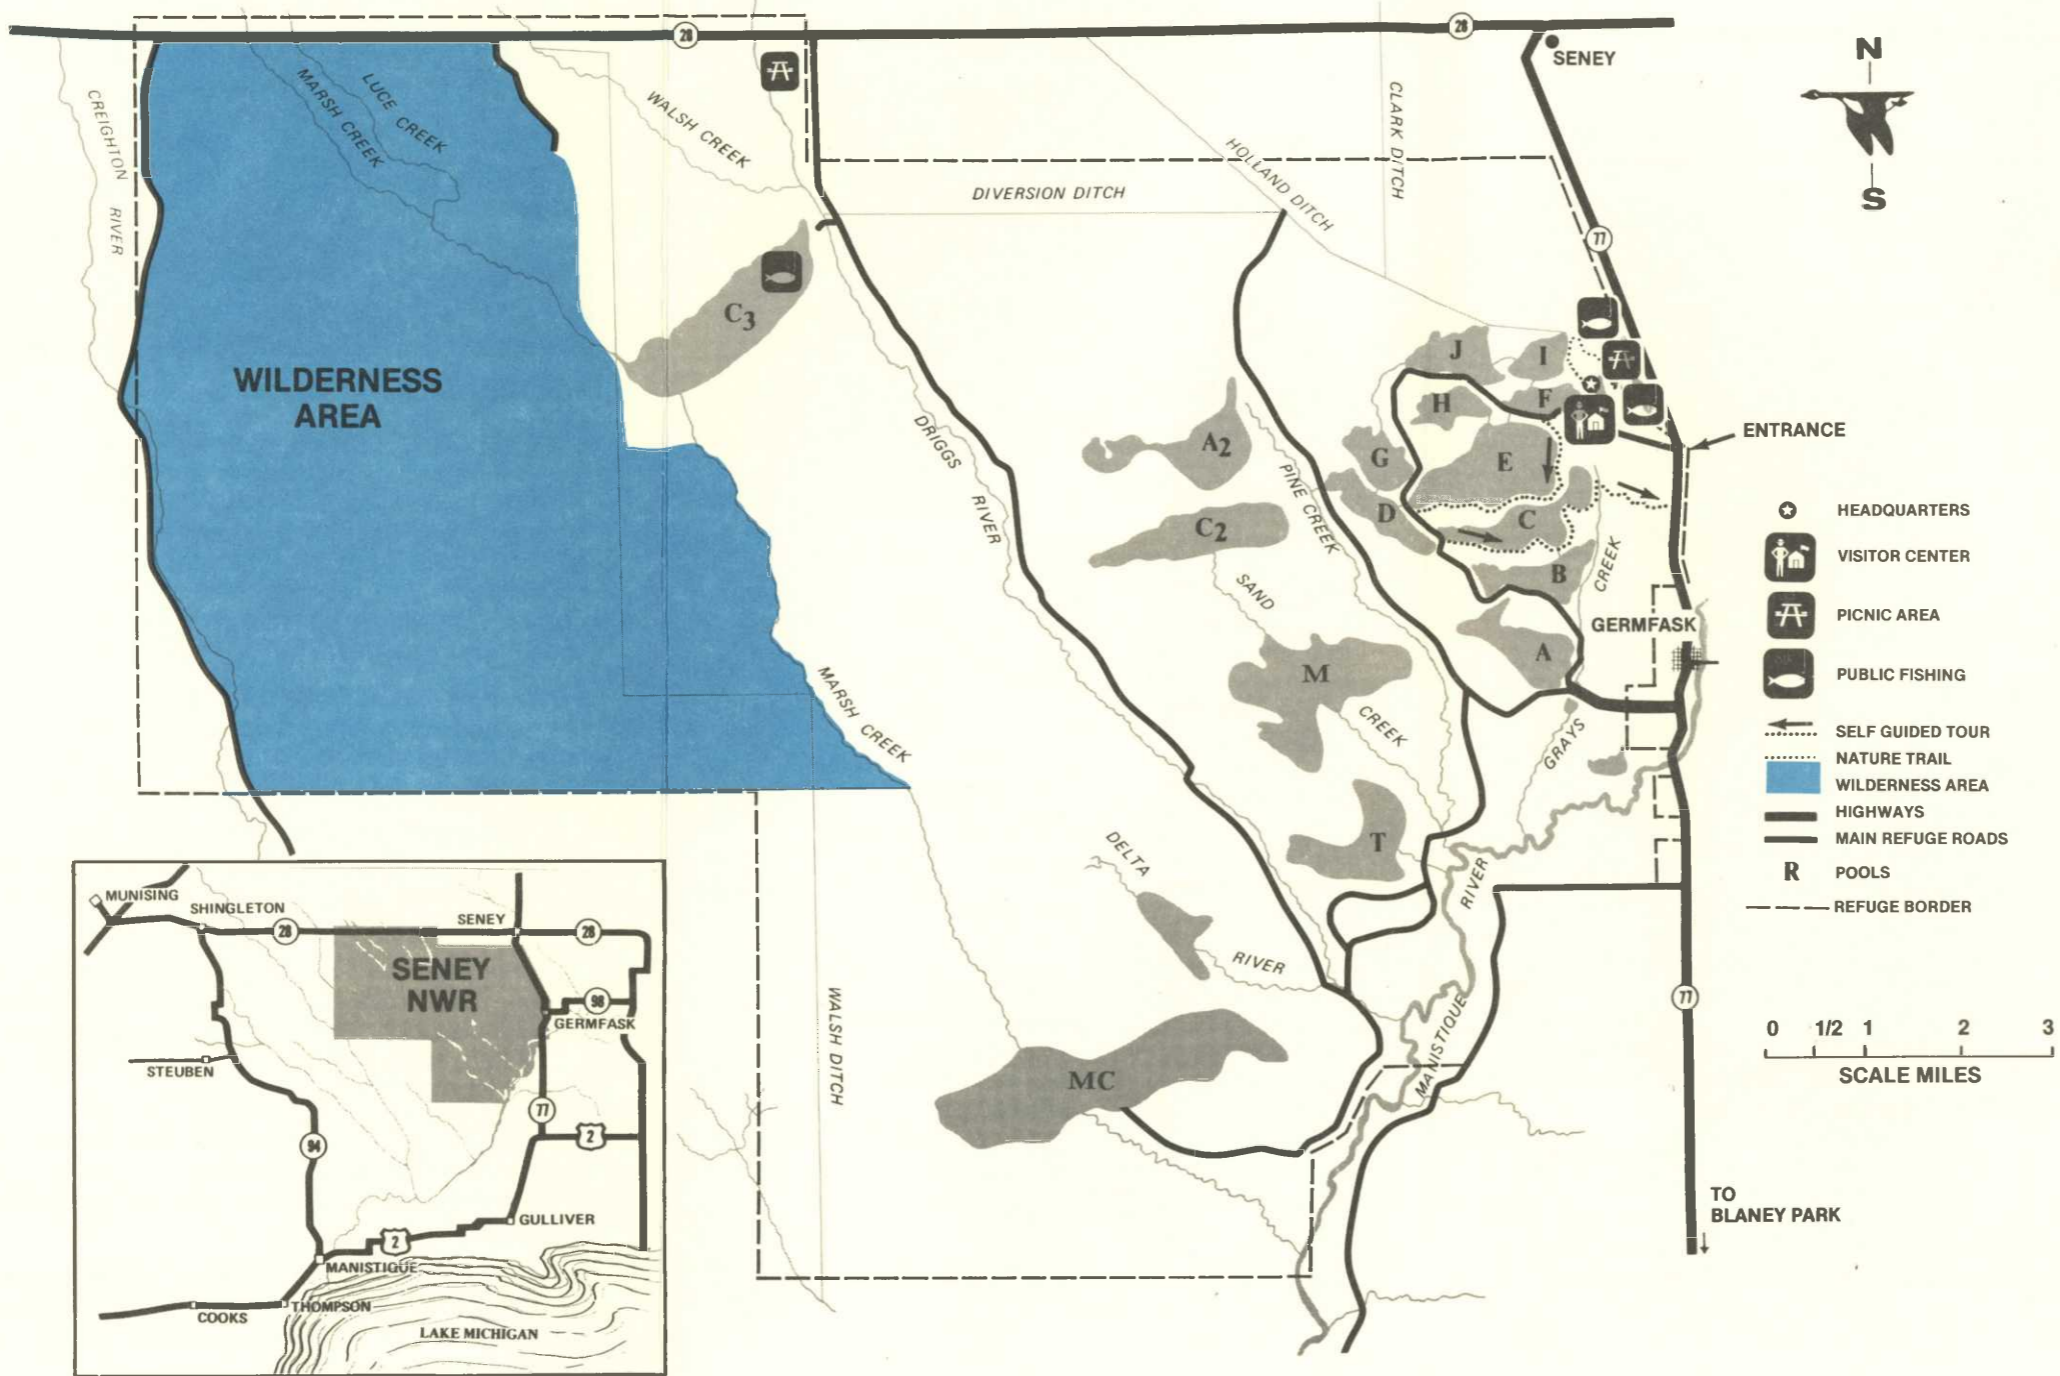 28
28
SENEY
N
S
CREIGHTON
RIVER
MARSH CREEK
LUCE CREEK
WALSH CREEK
DIVERSION DITCH
HOLLAND DITCH
CLARK DITCH
77
C3
WILDERNESS
AREA
J
I
H
F
G
E
D
C
B
A
A2
C2
M
T
MC
DRIGGS
RIVER
PINE CREEK
SAND
CREEK
CREEK
GRAYS
GERMFASK
ENTRANCE
MARSH CREEK
DELTA
RIVER
RIVER
MANISTIQUE
WALSH DITCH
77
TO
BLANEY PARK
HEADQUARTERS
VISITOR CENTER
PICNIC AREA
PUBLIC FISHING
SELF GUIDED TOUR
NATURE TRAIL
WILDERNESS AREA
HIGHWAYS
MAIN REFUGE ROADS
R POOLS
REFUGE BORDER
0 1/2 1 2 3
SCALE MILES
MUNISING
SHINGLETON
28
SENEY
28
SENEY
NWR
98
GERMFASK
STEUBEN
77
2
94
GULLIVER
2
MANISTIQUE
THOMPSON
COOKS
LAKE MICHIGAN